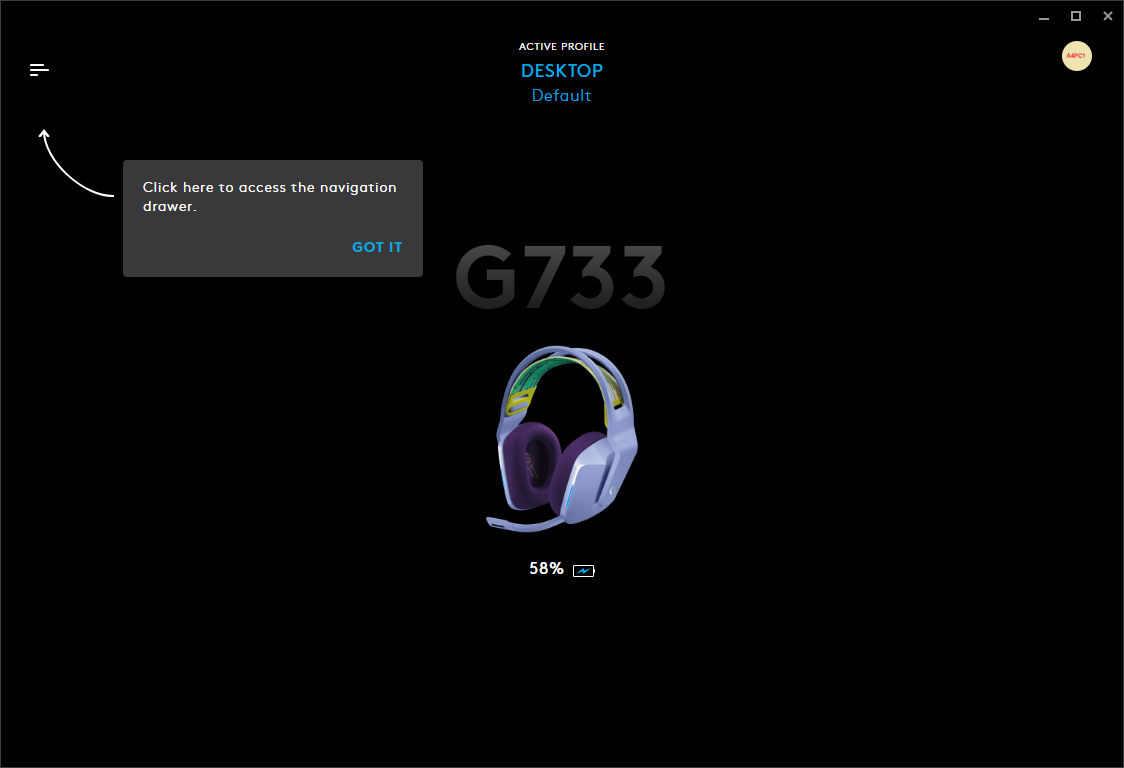 ACTIVE PROFILE
DESKTOP
Default
A4PC1
Click here to access the navigation
drawer.
GOT IT
G733
58%